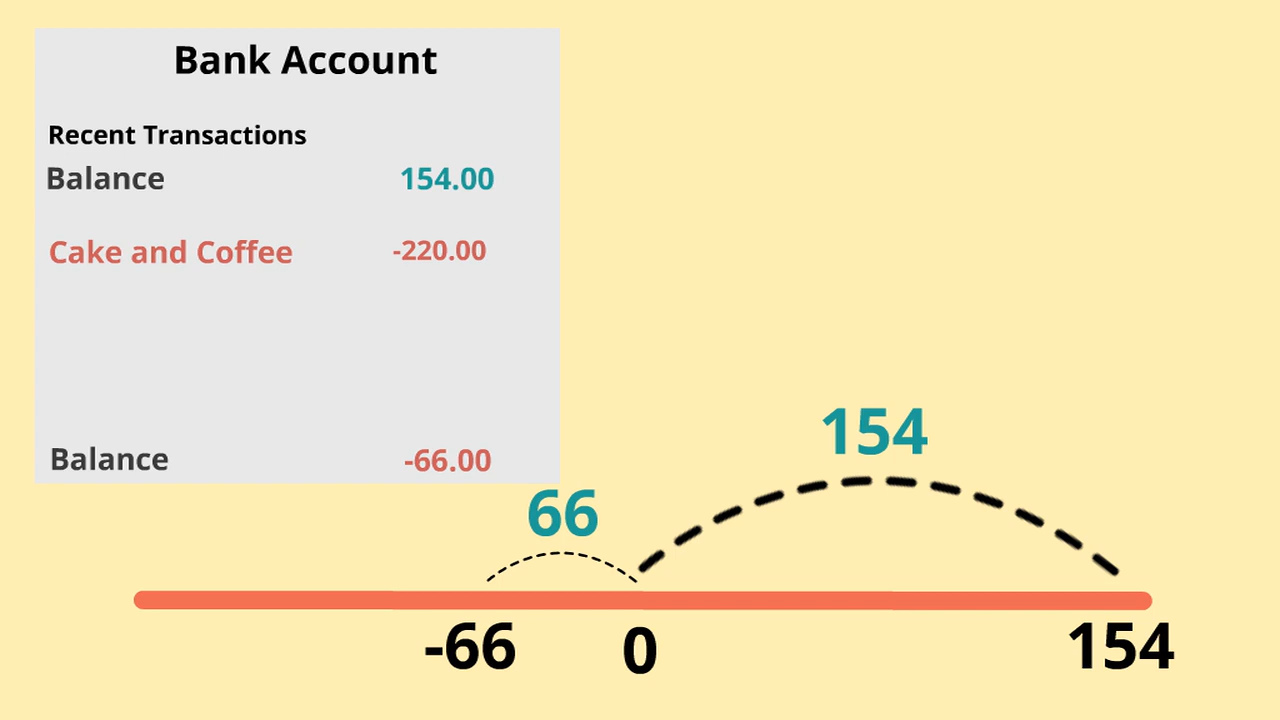 Bank Account
Recent Transactions
Balance 154.00
Cake and Coffee -220.00
Balance -66.00
154
66
-66 0 154